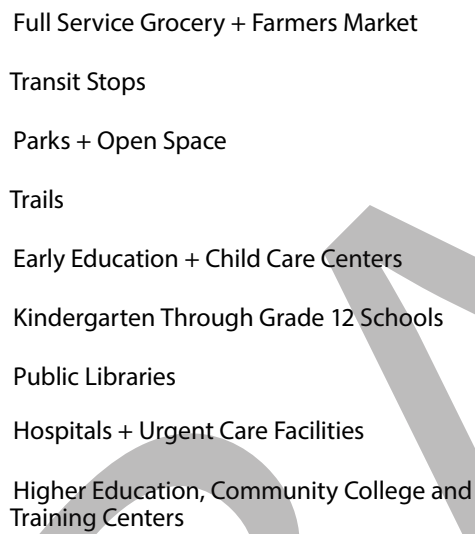 Full Service Grocery + Farmers Market
Transit Stops
Parks + Open Space
Trails
Early Education + Child Care Centers
Kindergarten Through Grade 12 Schools
Public Libraries
Hospitals + Urgent Care Facilities
Higher Education, Community College and
Training Centers